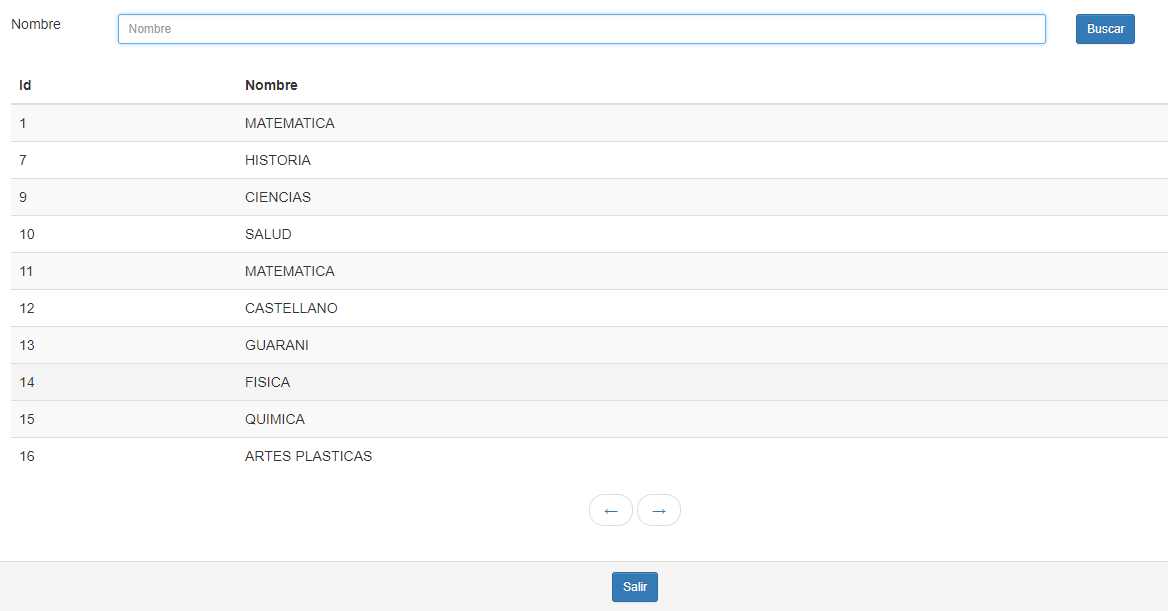 Nombre Nombre Buscar
Id Nombre
1 MATEMATICA
7 HISTORIA
9 CIENCIAS
10 SALUD
11 MATEMATICA
12 CASTELLANO
13 GUARANI
14 FISICA
15 QUIMICA
16 ARTES PLASTICAS
← →
Salir